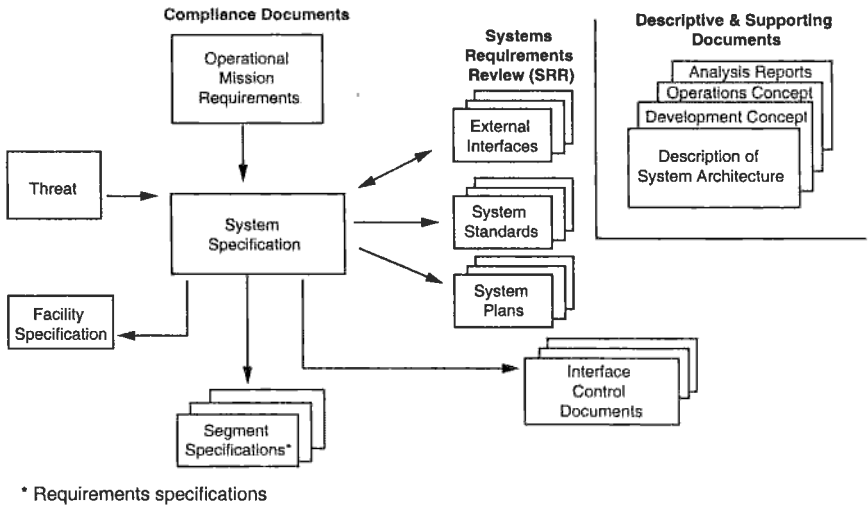 Compliance Documents
Operational
Mission
Requirements
Systems
Requirements
Review (SRR)
Descriptive & Supporting
Documents
Analysis Reports
Operations Concept
Development Concept
Description of
System Architecture
External
Interfaces
Threat
System
Specification
System
Standards
System
Plans
Facility
Specification
Interface
Control
Documents
Segment
Specifications*
* Requirements specifications